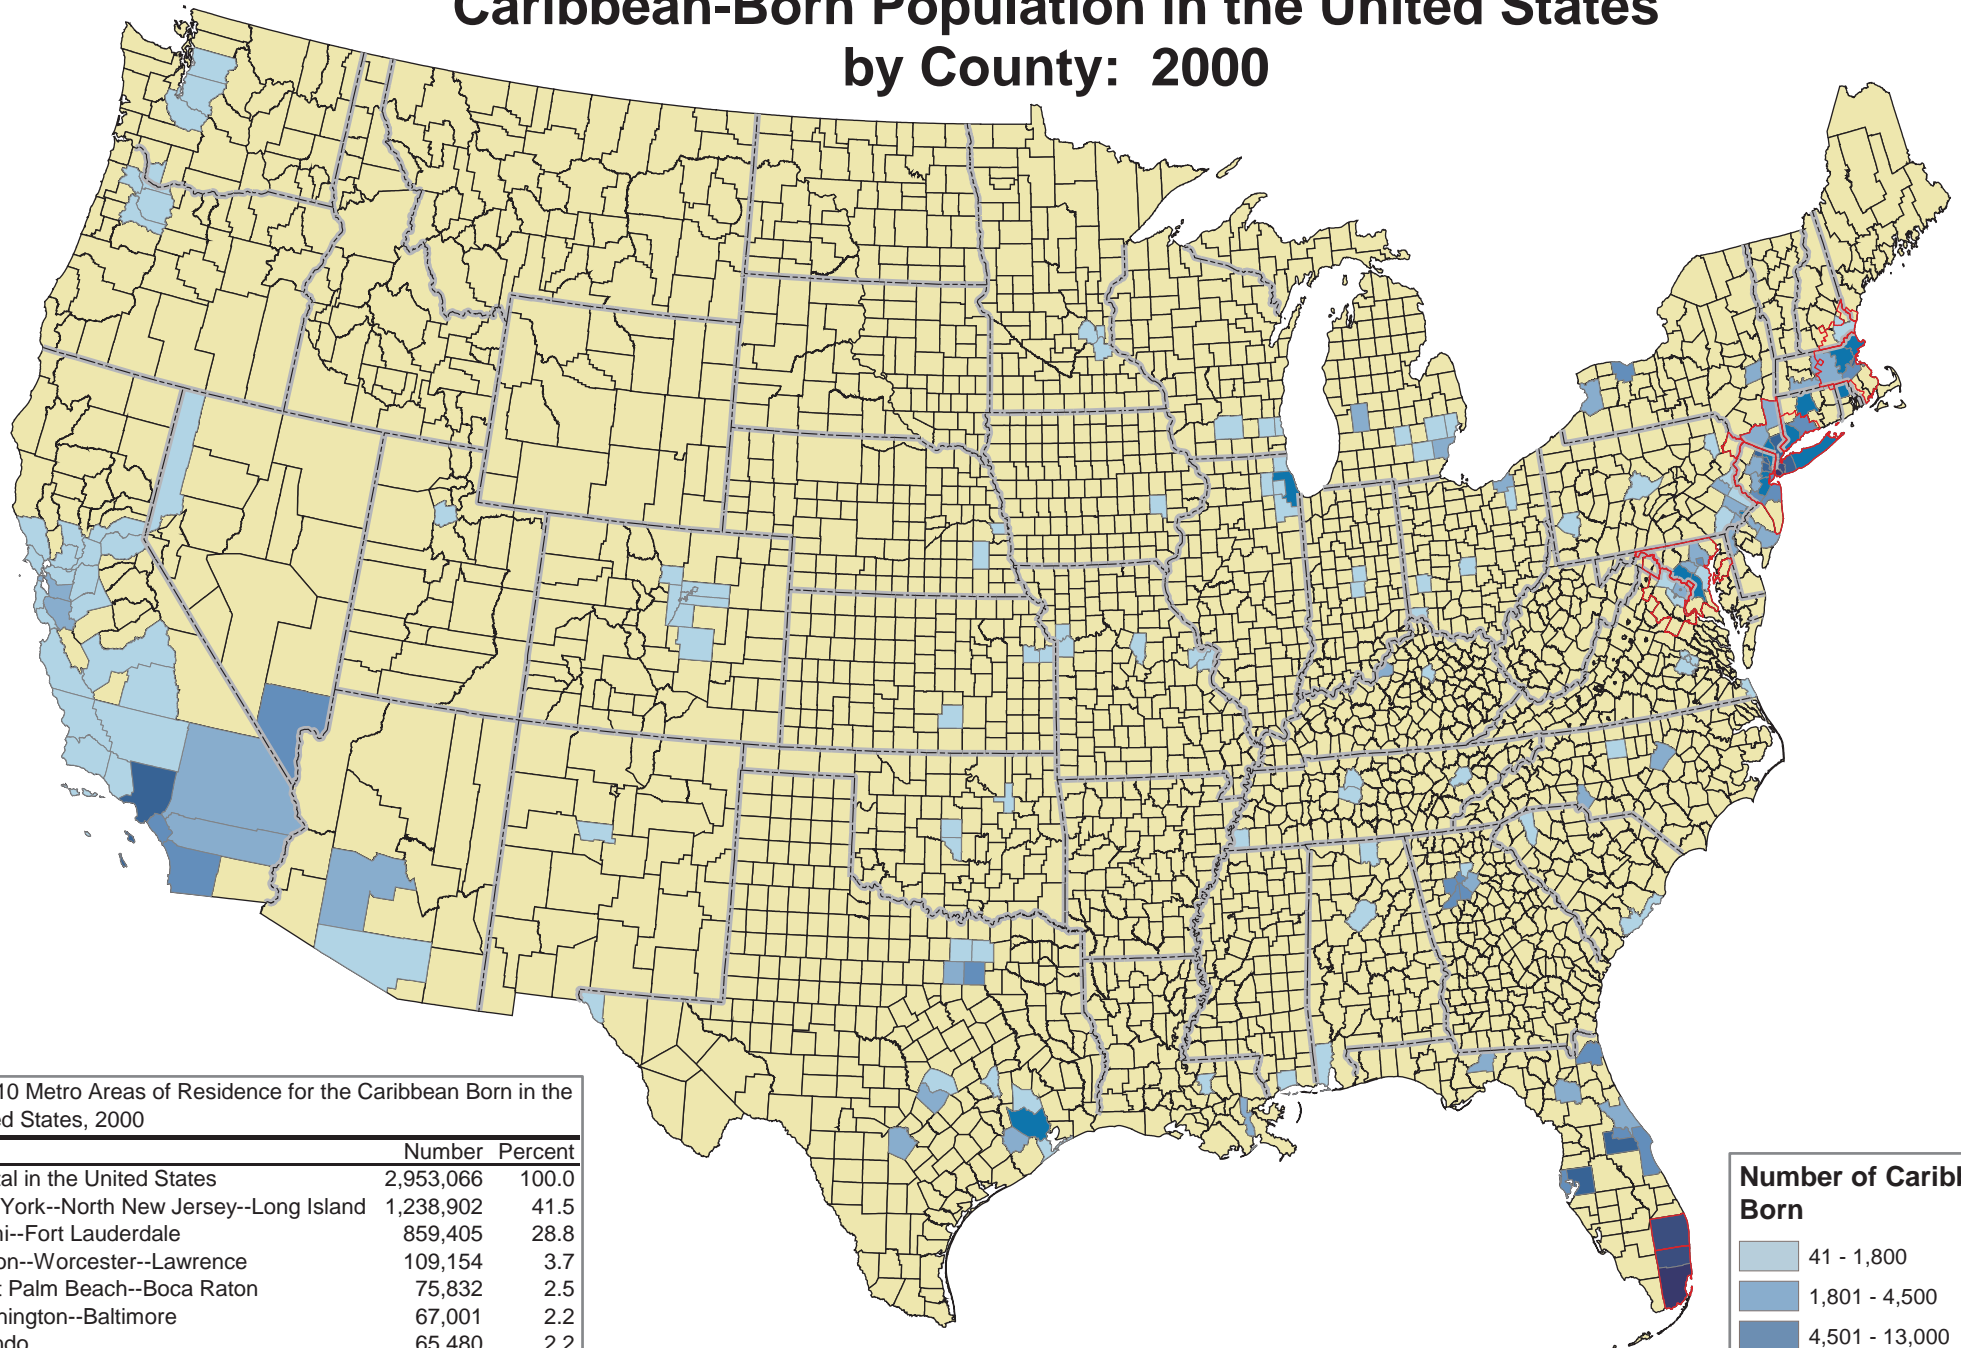 Caribbean-Born Population in the United States
by County: 2000
10 Metro Areas of Residence for the Caribbean Born in the
States, 2000
Number Percent
in the United States 2,953,066 100.0
York--North New Jersey--Long Island 1,238,902 41.5
--Fort Lauderdale 859,405 28.8
--Worcester--Lawrence 109,154 3.7
Palm Beach--Boca Raton 75,832 2.5
--Baltimore 67,001 2.2
65,480 2.2
Number of
Born
41 - 1,800
1,801 - 4,500
4,501 - 13,000